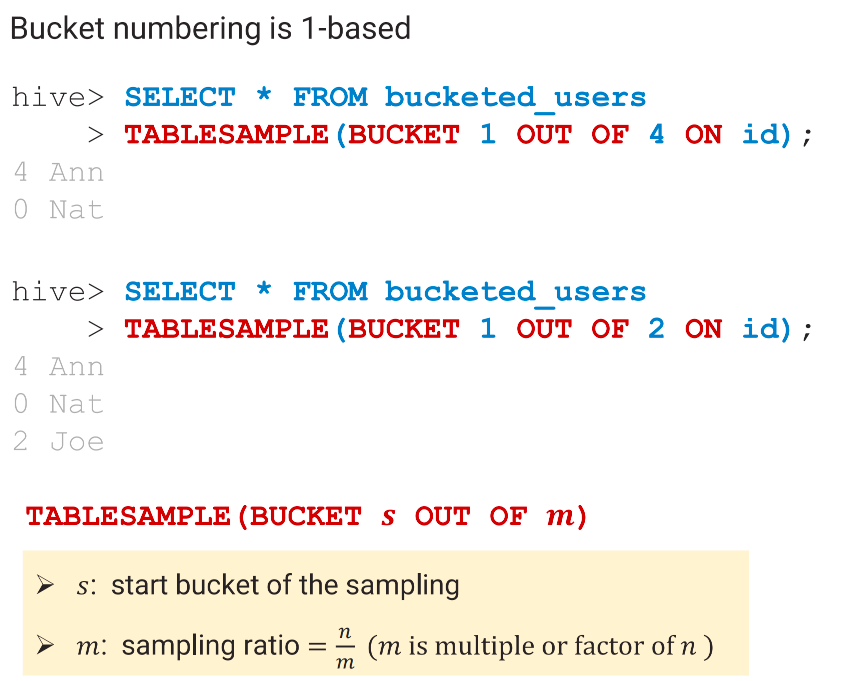 Bucket numbering is 1-based
hive> SELECT * FROM bucketed_users
> TABLESAMPLE(BUCKET 1 OUT OF 4 ON id);
4 Ann
0 Nat
hive> SELECT * FROM bucketed_users
> TABLESAMPLE(BUCKET 1 OUT OF 2 ON id);
4 Ann
0 Nat
2 Joe
TABLESAMPLE(BUCKET s OUT OF m)
➢ s: start bucket of the sampling
➢ m: sampling ratio = n/m (m is multiple or factor of n )